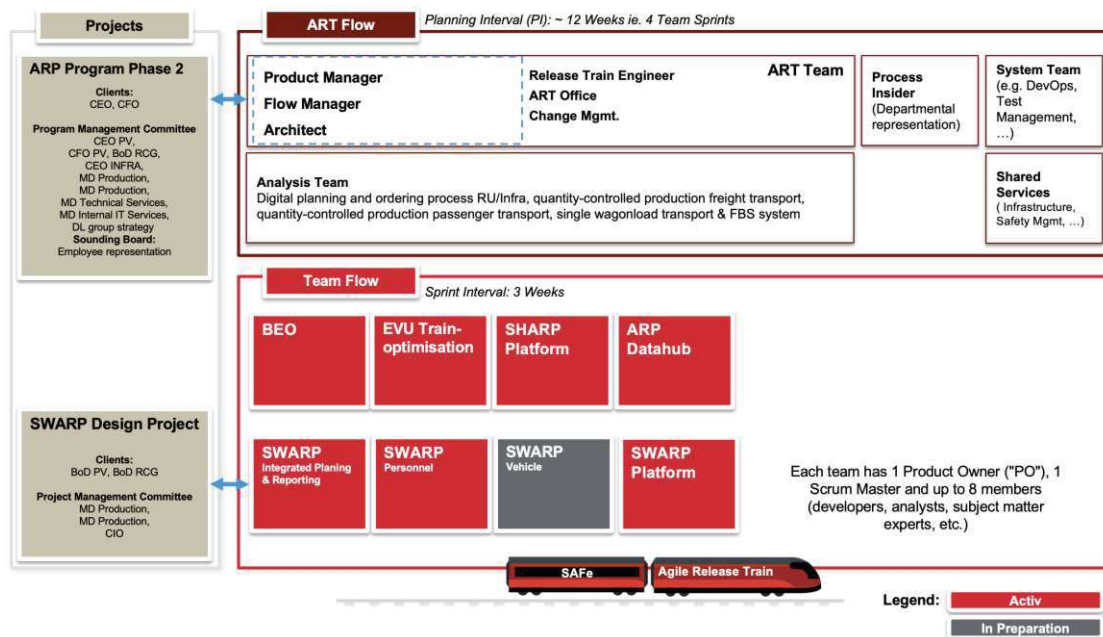 Projects
ARP Program Phase 2
Clients:
CEO, CFO
Program Management Committee
CEO PV,
CFO PV, BoD RCG,
CEO INFRA,
MD Production,
MD Production,
MD Technical Services,
MD Internal IT Services,
DL group strategy
Sounding Board:
Employee representation
SWARP Design Project
Clients:
BoD PV, BoD RCG
Project Management Committee
MD Production,
MD Production,
CIO
ART Flow
Planning Interval (PI): ~ 12 Weeks ie. 4 Team Sprints
Product Manager
Flow Manager
Architect
Release Train Engineer
ART Office
Change Mgmt.
ART Team
Process
Insider
(Departmental
representation)
System Team
(e.g. DevOps,
Test
Management,
…)
Analysis Team
Digital planning and ordering process RU/Infra, quantity-controlled production freight transport,
quantity-controlled production passenger transport, single wagonload transport & FBS system
Shared
Services
( Infrastructure,
Safety Mgmt, …)
Team Flow
Sprint Interval: 3 Weeks
BEO
EVU Train-
optimisation
SHARP
Platform
ARP
Datahub
SWARP
Integrated Planing
& Reporting
SWARP
Personnel
SWARP
Vehicle
SWARP
Platform
Each team has 1 Product Owner ("PO"), 1
Scrum Master and up to 8 members
(developers, analysts, subject matter
experts, etc.)
SAFe
Agile Release Train
Legend:
Activ
In Preparation